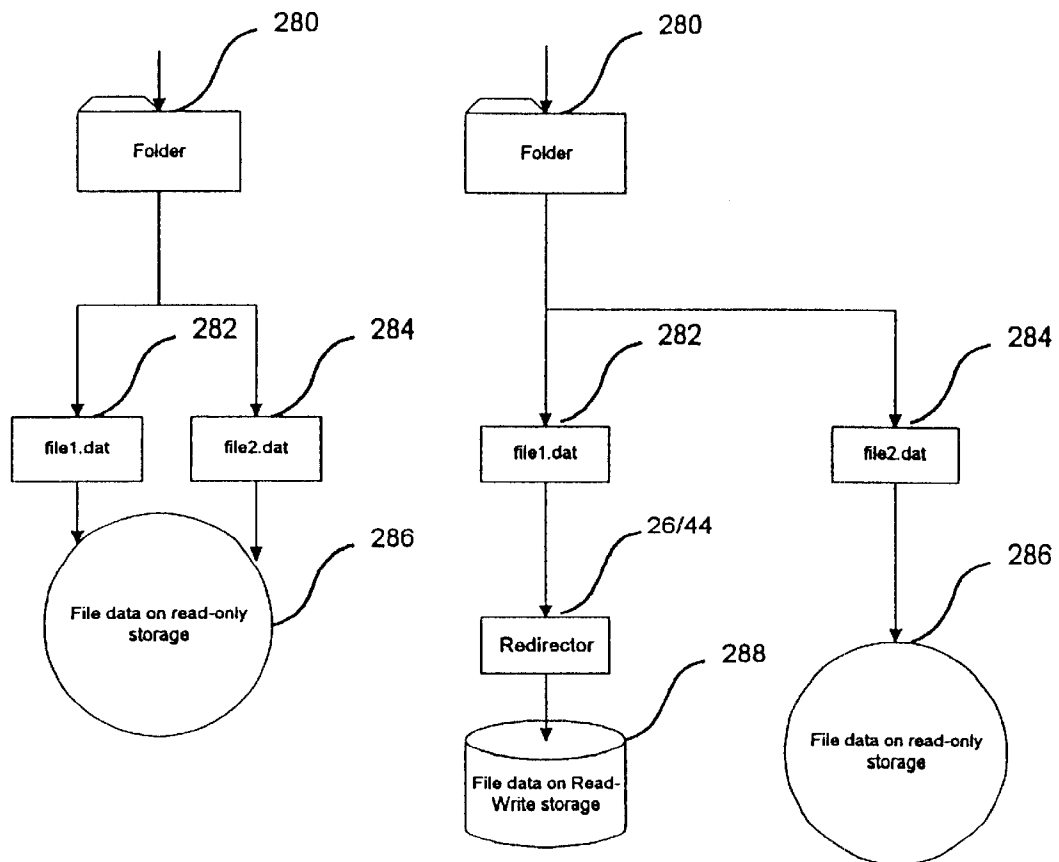 280
Folder
282
284
file1.dat
file2.dat
286
File data on read-only
storage
280
Folder
282
284
file1.dat
file2.dat
26/44
Redirector
286
288
File data on Read-
Write storage
File data on read-only
storage